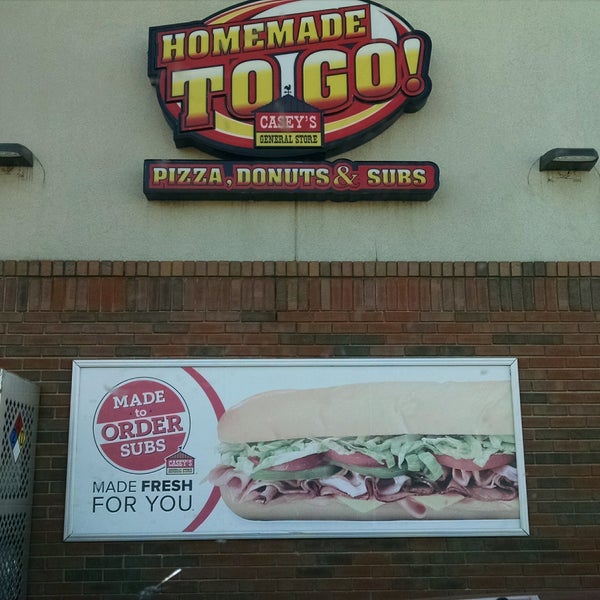 HOMEMADE
TO GO!
CASEY'S
GENERAL STORE
PIZZA, DONUTS & SUBS
MADE
to
ORDER
SUBS
CASEY'S
GENERAL STORE
MADE FRESH
FOR YOU.